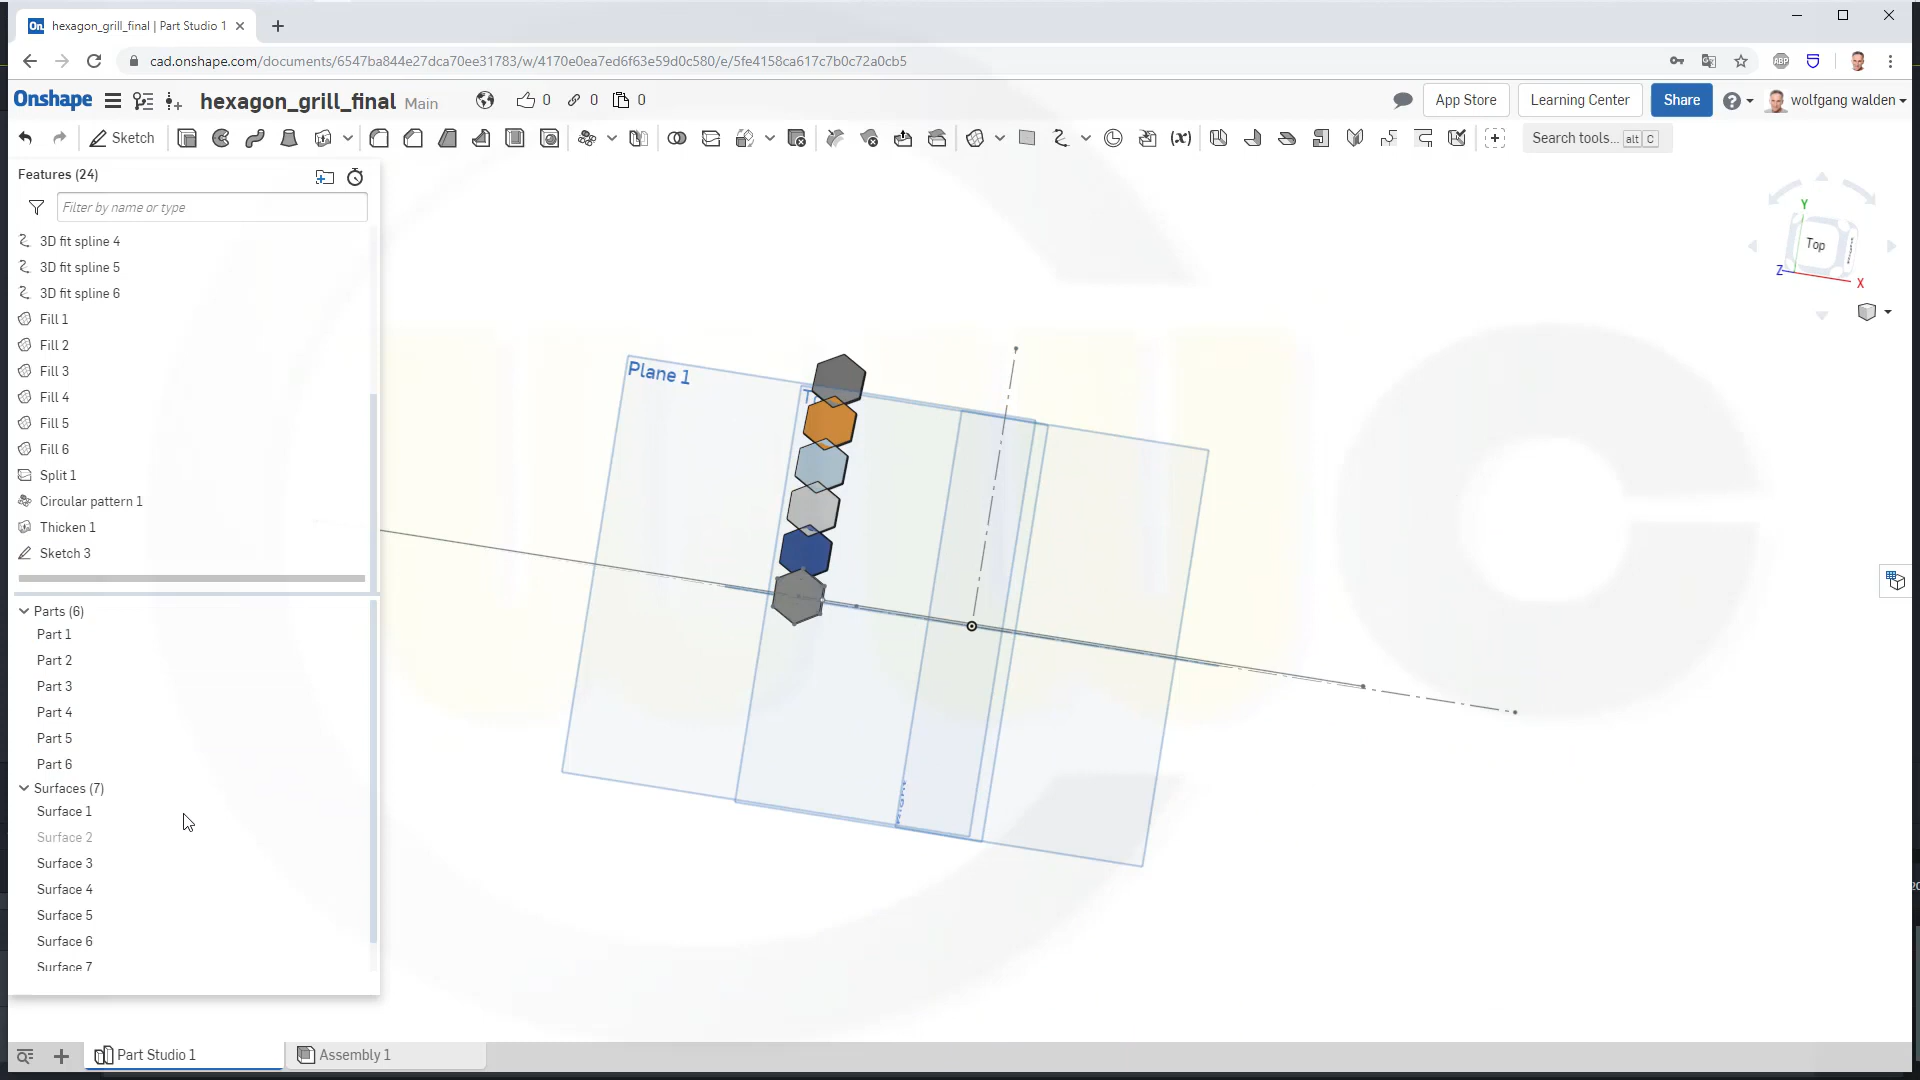 hexagon_grill_final | Part Studio 1
cad.onshape.com/documents/6547ba844e27dca70ee31783/w/4170e0ea7ed6f63e59d0c580/e/5fe4158ca617c7b0c72a0cb5
ABP
Onshape hexagon_grill_final Main 0 0 0 App Store Learning Center Share wolfgang walden
Sketch (x) Search tools... alt C
Features (24)
Filter by name or type
3D fit spline 4
3D fit spline 5
3D fit spline 6
Fill 1
Fill 2
Fill 3
Fill 4
Fill 5
Fill 6
Split 1
Circular pattern 1
Thicken 1
Sketch 3
Parts (6)
Part 1
Part 2
Part 3
Part 4
Part 5
Part 6
Surfaces (7)
Surface 1
Surface 2
Surface 3
Surface 4
Surface 5
Surface 6
Surface 7
Plane 1
Y
Top
Z
X
Part Studio 1
Assembly 1